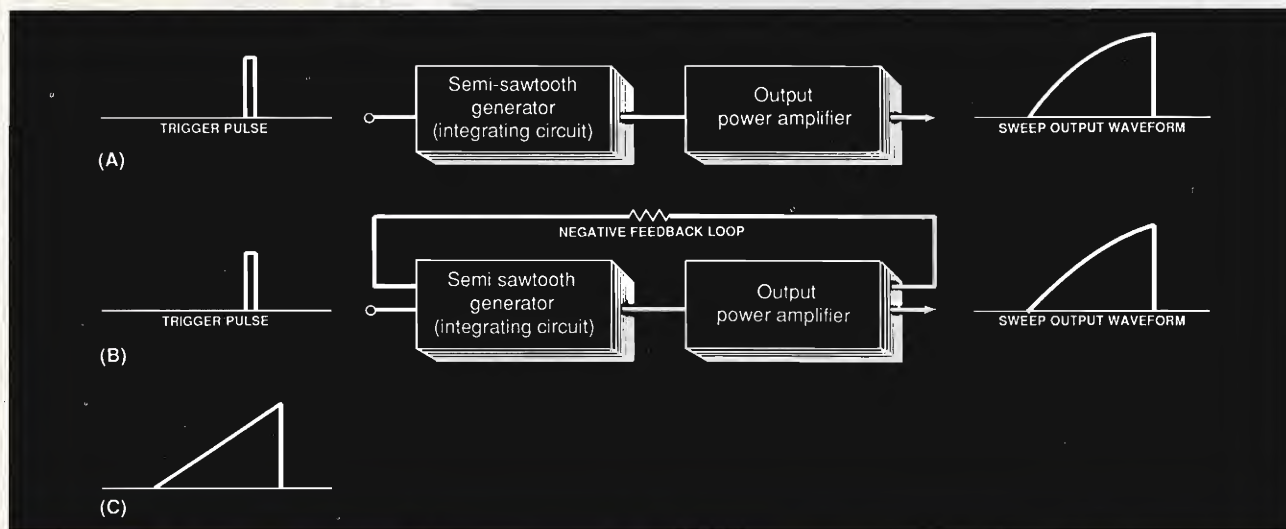 Semi-sawtooth
generator
(integrating circuit)
Output
power amplifier
TRIGGER PULSE
SWEEP OUTPUT WAVEFORM
(A)
NEGATIVE FEEDBACK LOOP
Semi sawtooth
generator
(integrating circuit)
Output
power amplifier
TRIGGER PULSE
SWEEP OUTPUT WAVEFORM
(B)
(C)